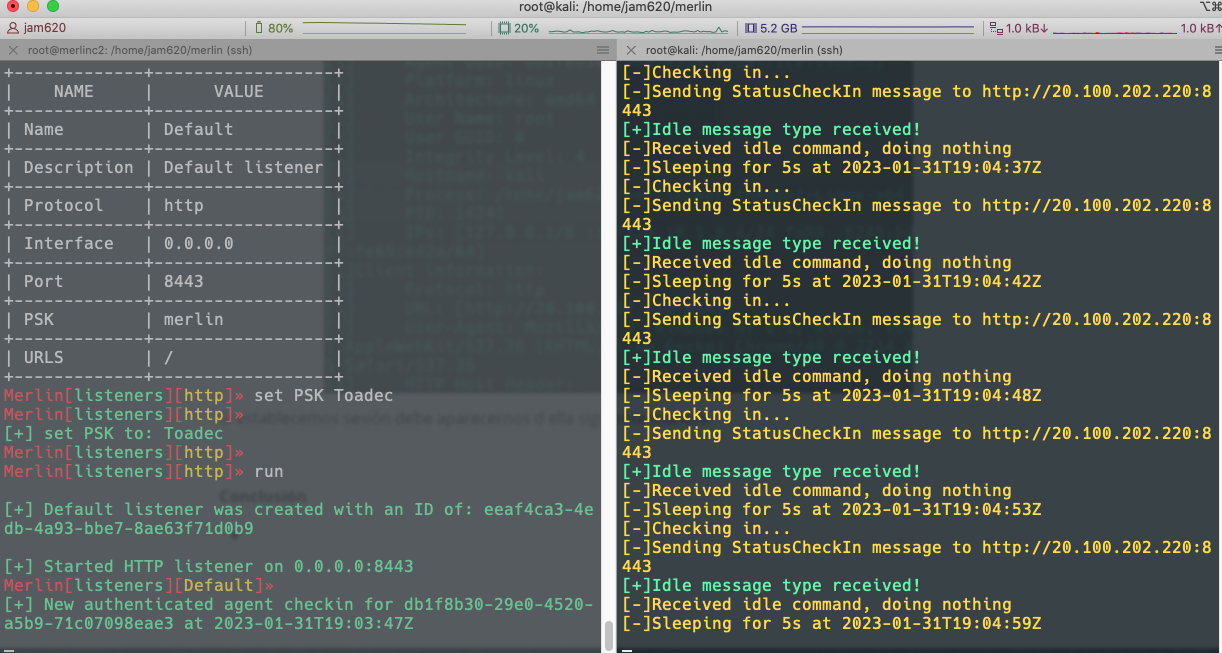 root@kali: /home/jam620/merlin
jam620
80%
20%
5.2 GB
1.0 kB↓
1.0 kB↑
root@merlinc2: /home/jam620/merlin (ssh)
+--------------+-------------------+
| NAME | VALUE |
+--------------+-------------------+
| Name | Default |
+--------------+-------------------+
| Description | Default listener |
+--------------+-------------------+
| Protocol | http |
+--------------+-------------------+
| Interface | 0.0.0.0 |
+--------------+-------------------+
| Port | 8443 |
+--------------+-------------------+
| PSK | merlin |
+--------------+-------------------+
| URLS | / |
+--------------+-------------------+
Merlin[listeners][http]» set PSK Toadec
Merlin[listeners][http]»
[+] set PSK to: Toadec
Merlin[listeners][http]»
Merlin[listeners][http]» run
[+] Default listener was created with an ID of: eeaf4ca3-4e
db-4a93-bbe7-8ae63f71d0b9
[+] Started HTTP listener on 0.0.0.0:8443
Merlin[listeners][Default]»
[+] New authenticated agent checkin for db1f8b30-29e0-4520-
a5b9-71c07098eae3 at 2023-01-31T19:03:47Z
root@kali: /home/jam620/merlin (ssh)
[-]Checking in...
[-]Sending StatusCheckIn message to http://20.100.202.220:8
443
[+]Idle message type received!
[-]Received idle command, doing nothing
[-]Sleeping for 5s at 2023-01-31T19:04:37Z
[-]Checking in...
[-]Sending StatusCheckIn message to http://20.100.202.220:8
443
[+]Idle message type received!
[-]Received idle command, doing nothing
[-]Sleeping for 5s at 2023-01-31T19:04:42Z
[-]Checking in...
[-]Sending StatusCheckIn message to http://20.100.202.220:8
443
[+]Idle message type received!
[-]Received idle command, doing nothing
[-]Sleeping for 5s at 2023-01-31T19:04:48Z
[-]Checking in...
[-]Sending StatusCheckIn message to http://20.100.202.220:8
443
[+]Idle message type received!
[-]Received idle command, doing nothing
[-]Sleeping for 5s at 2023-01-31T19:04:53Z
[-]Checking in...
[-]Sending StatusCheckIn message to http://20.100.202.220:8
443
[+]Idle message type received!
[-]Received idle command, doing nothing
[-]Sleeping for 5s at 2023-01-31T19:04:59Z